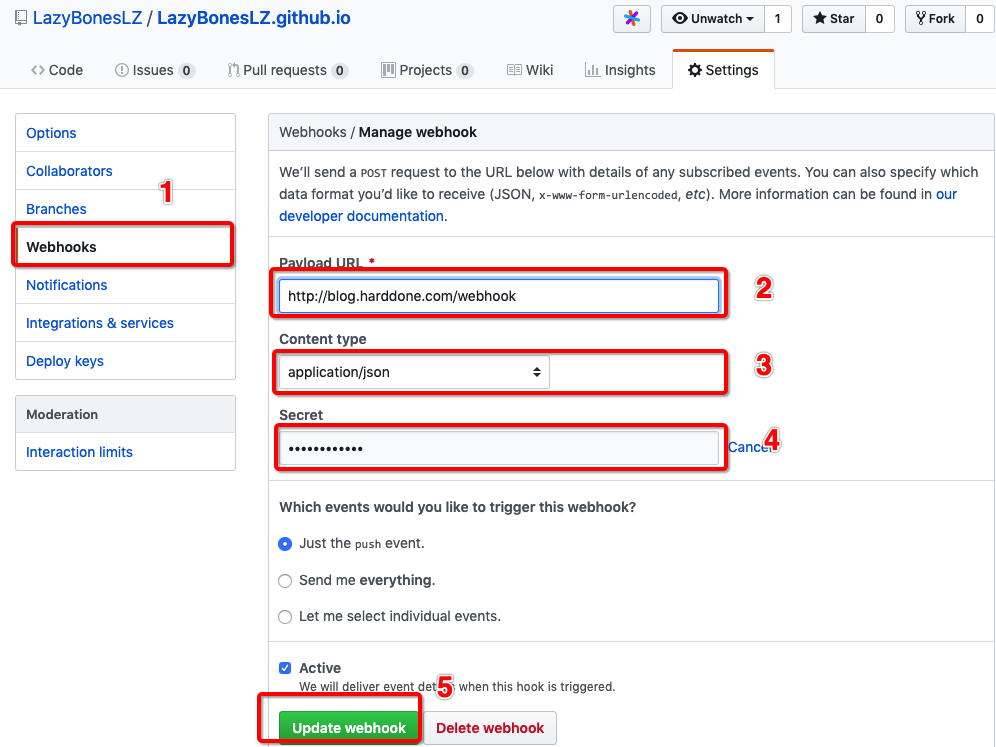 LazyBonesLZ / LazyBonesLZ.github.io
Unwatch 1 Star 0 Fork 0
Code Issues 0 Pull requests 0 Projects 0 Wiki Insights Settings
Options
Collaborators
1
Branches
Webhooks
Notifications
Integrations & services
Deploy keys
Moderation
Interaction limits
Webhooks / Manage webhook
We’ll send a POST request to the URL below with details of any subscribed events. You can also specify which
data format you’d like to receive (JSON, x-www-form-urlencoded, etc). More information can be found in our
developer documentation.
Payload URL *
http://blog.harddone.com/webhook 2
Content type
application/json 3
Secret
•••••••••••• Cancel 4
Which events would you like to trigger this webhook?
Just the push event.
Send me everything.
Let me select individual events.
Active
We will deliver event details when this hook is triggered.
5
Update webhook Delete webhook